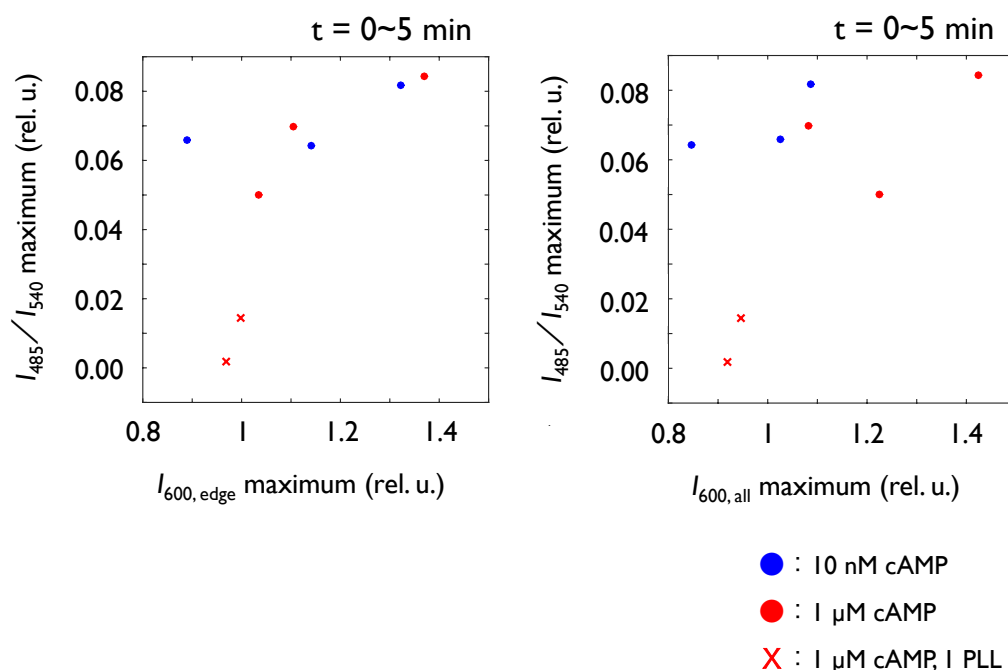 t = 0~5 min
I485/I540 maximum (rel. u.)
0.08
0.06
0.04
0.02
0.00
0.8 1 1.2 1.4
I600, edge maximum (rel. u.)
t = 0~5 min
I485/I540 maximum (rel. u.)
0.08
0.06
0.04
0.02
0.00
0.8 1 1.2 1.4
I600, all maximum (rel. u.)
: 10 nM cAMP
: 1 µM cAMP
: 1 µM cAMP, 1 PLL